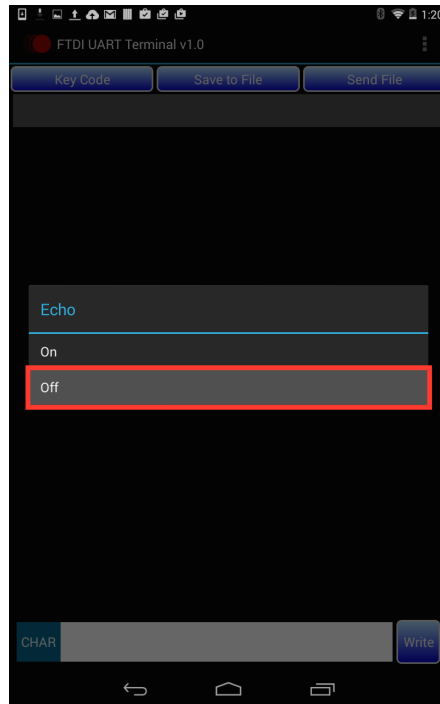 1:20
FTDI UART Terminal v1.0
Key Code Save to File Send File
Echo
On
Off
CHAR Write